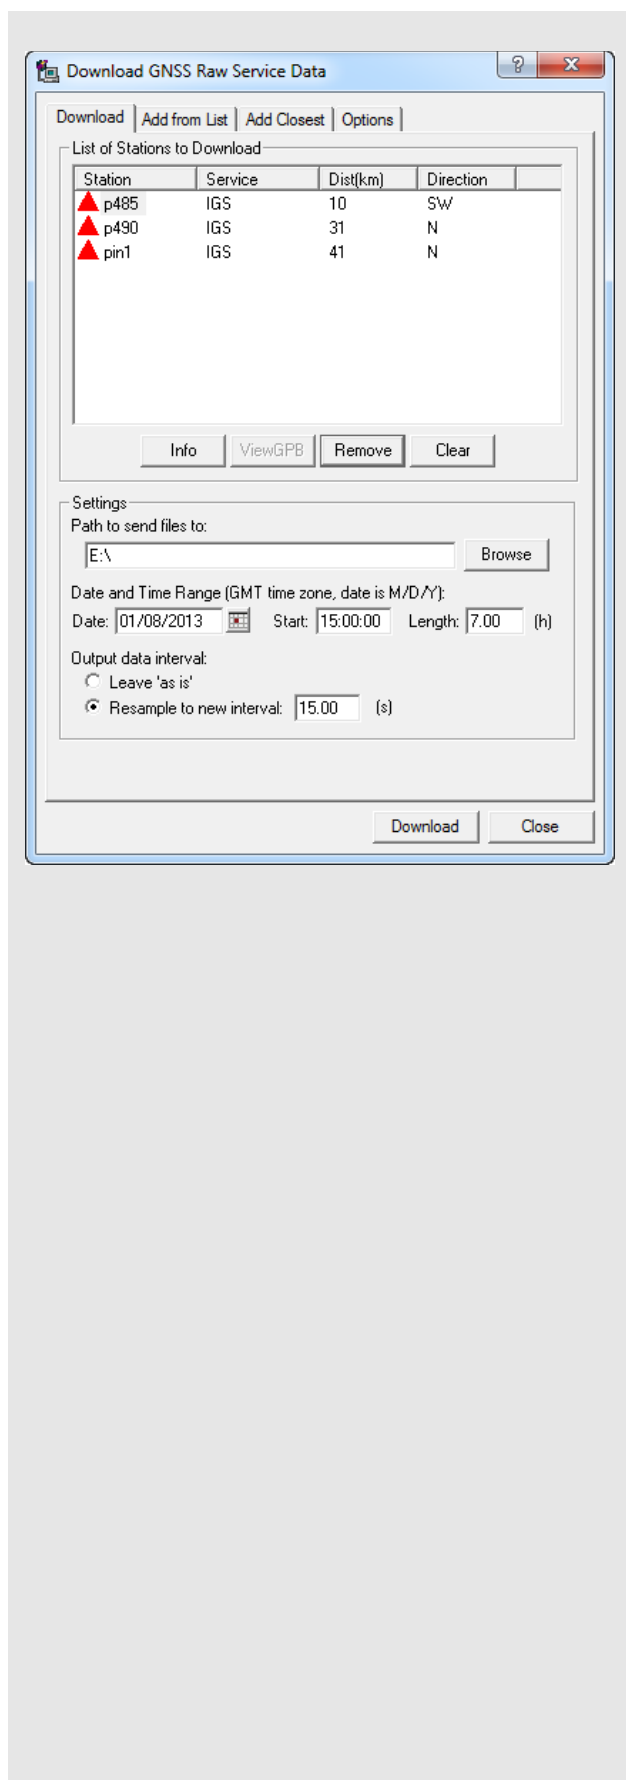 Download GNSS Raw Service Data
Download Add from List Add Closest Options
List of Stations to Download
Station Service Dist(km) Direction
p485 IGS 10 SW
p490 IGS 31 N
pin1 IGS 41 N
Info ViewGPB Remove Clear
Settings
Path to send files to:
E:\ Browse
Date and Time Range (GMT time zone, date is M/D/Y):
Date: 01/08/2013 Start: 15:00:00 Length: 7.00 (h)
Output data interval:
Leave 'as is'
Resample to new interval: 15.00 (s)
Download Close